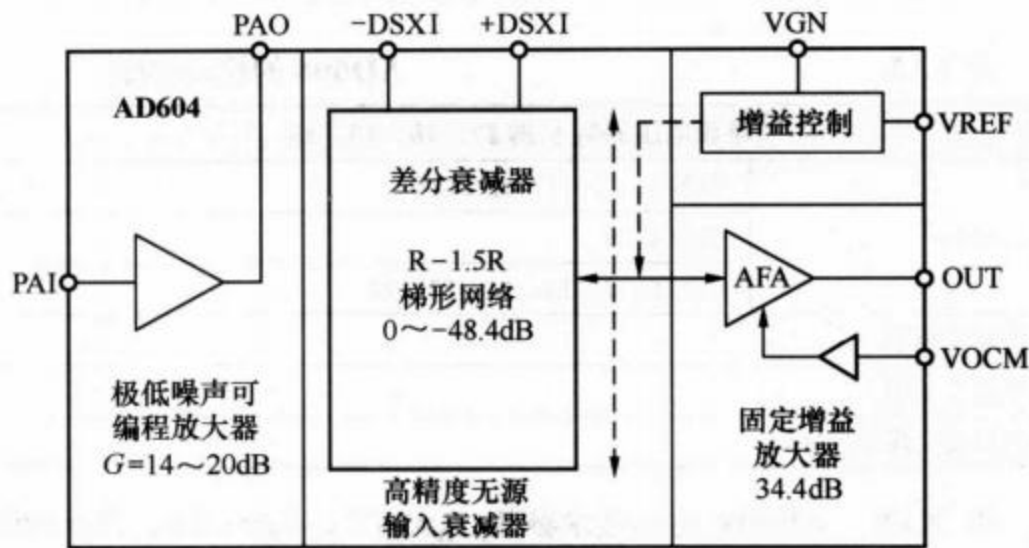 PAO
-DSXI
+DSXI
VGN
AD604
增益控制
VREF
差分衰减器
R-1.5R
梯形网络
0～-48.4dB
PAI
AFA
OUT
VOCM
极低噪声可
编程放大器
G=14～20dB
固定增益
放大器
34.4dB
高精度无源
输入衰减器